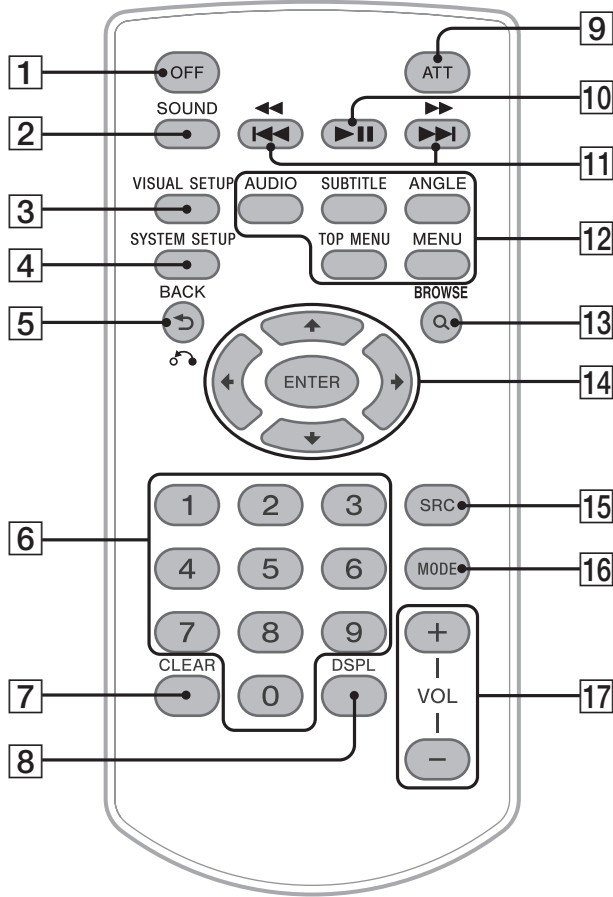 9
1 OFF ATT
10
SOUND
2
11
VISUAL SETUP AUDIO SUBTITLE ANGLE
3
12
SYSTEM SETUP TOP MENU MENU
4
BACK BROWSE
5 13
ENTER 14
1 2 3 SRC 15
6
4 5 6 MODE 16
7 8 9 +
CLEAR DSPL
7 0 VOL 17
8
−